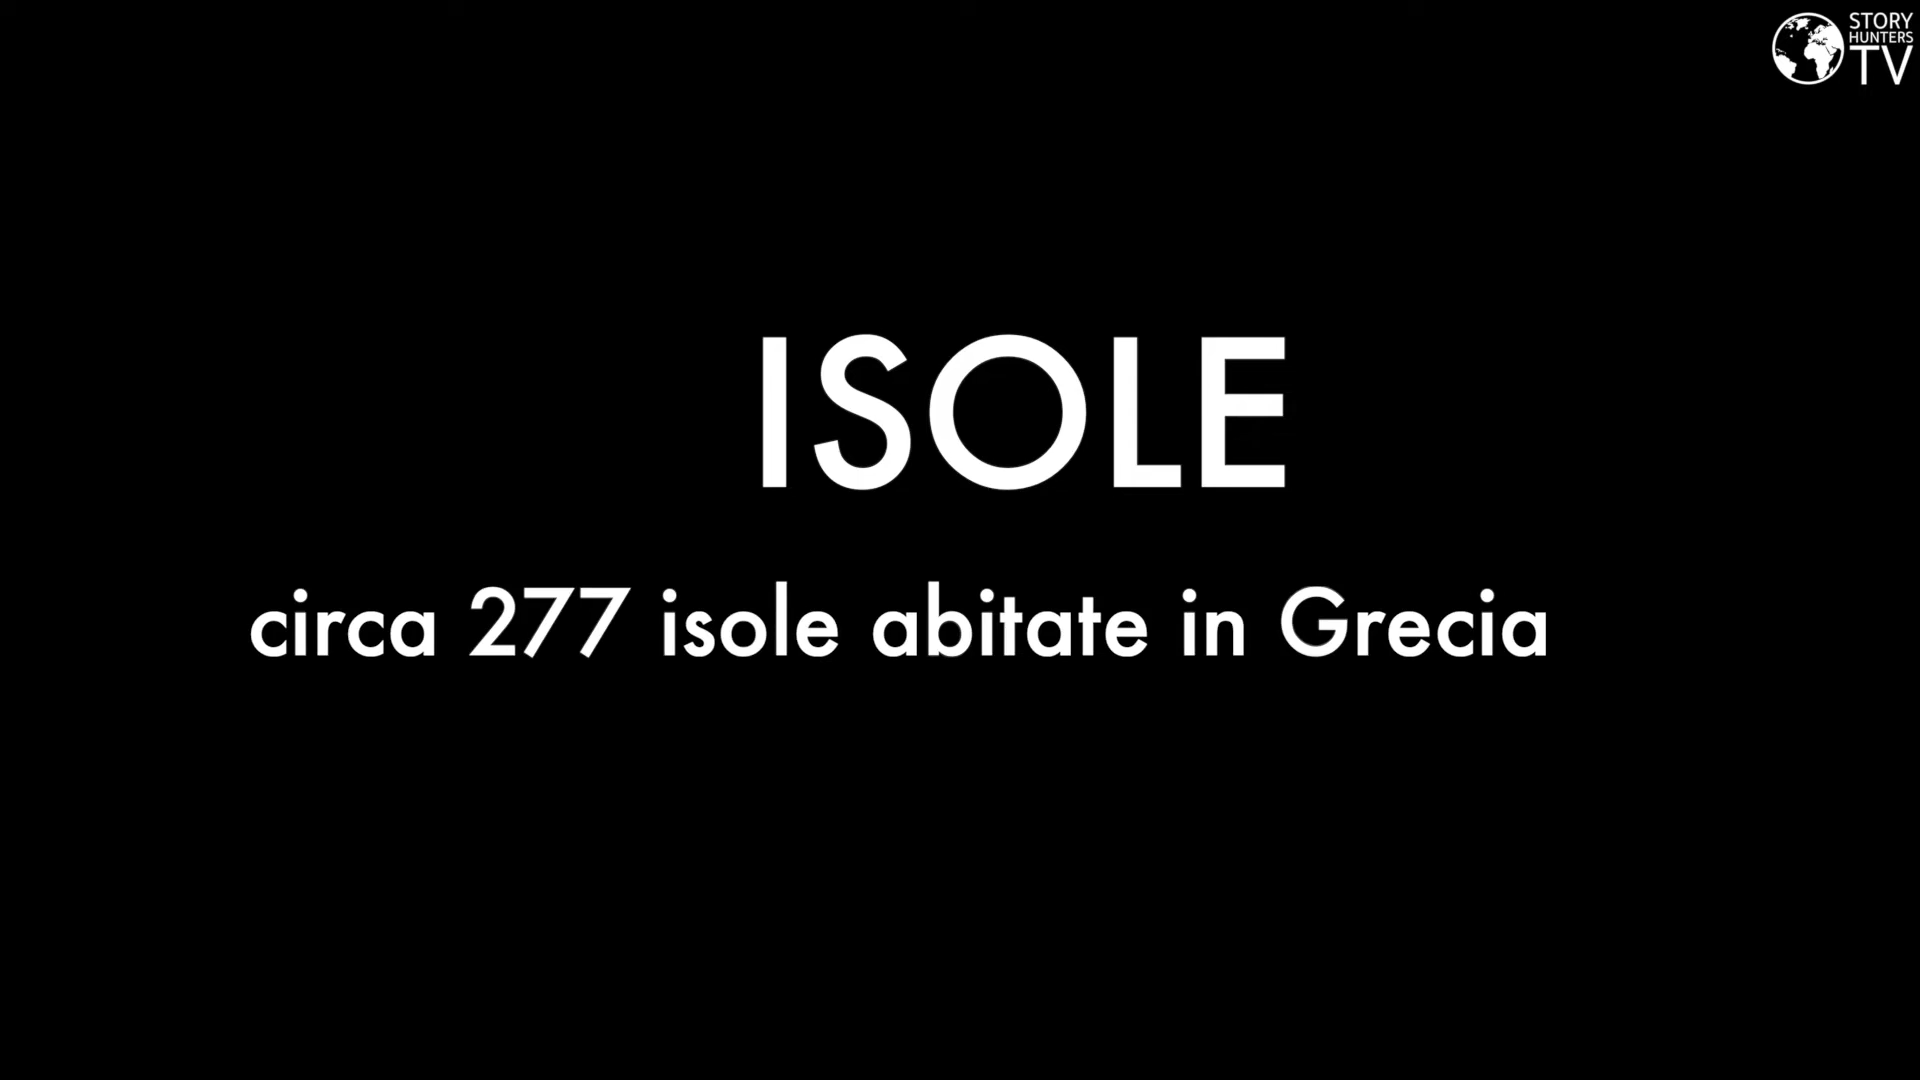 STORY
HUNTERS
TV
ISOLE
circa 277 isole abitate in Grecia